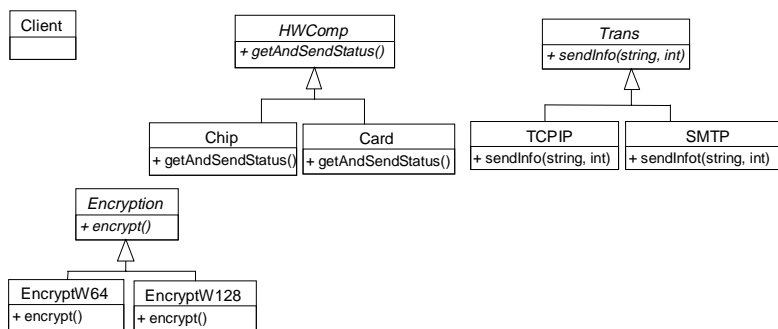 Client
HWComp
+ getAndSendStatus()
Trans
+ sendInfo(string, int)
Chip
+ getAndSendStatus()
Card
+ getAndSendStatus()
TCPIP
+ sendInfo(string, int)
SMTP
+ sendInfot(string, int)
Encryption
+ encrypt()
EncryptW64
+ encrypt()
EncryptW128
+ encrypt()